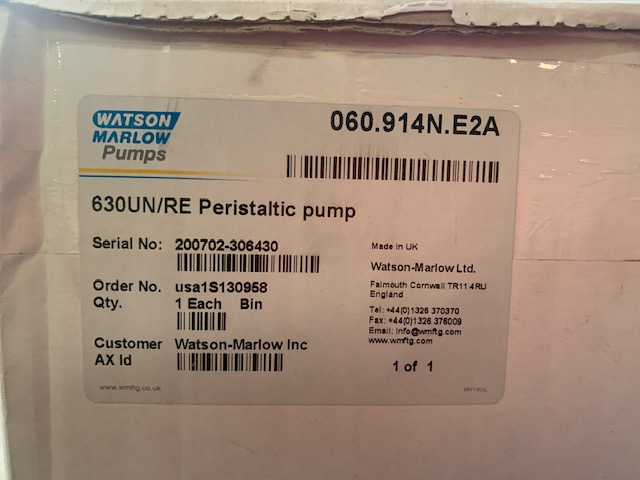 WATSON
MARLOW
Pumps
060.914N.E2A
630UN/RE Peristaltic pump
Serial No: 200702-306430
Order No. usa1S130958
Qty. 1 Each Bin
Customer Watson-Marlow Inc
AX Id
www.wmftg.co.uk
Made in UK
Watson-Marlow Ltd.
Falmouth Cornwall TR11 4RU
England
Tel: +44(0)1326 370370
Fax: +44(0)1326 376009
Email: info@wmftg.com
www.wmftg.com
1 of 1